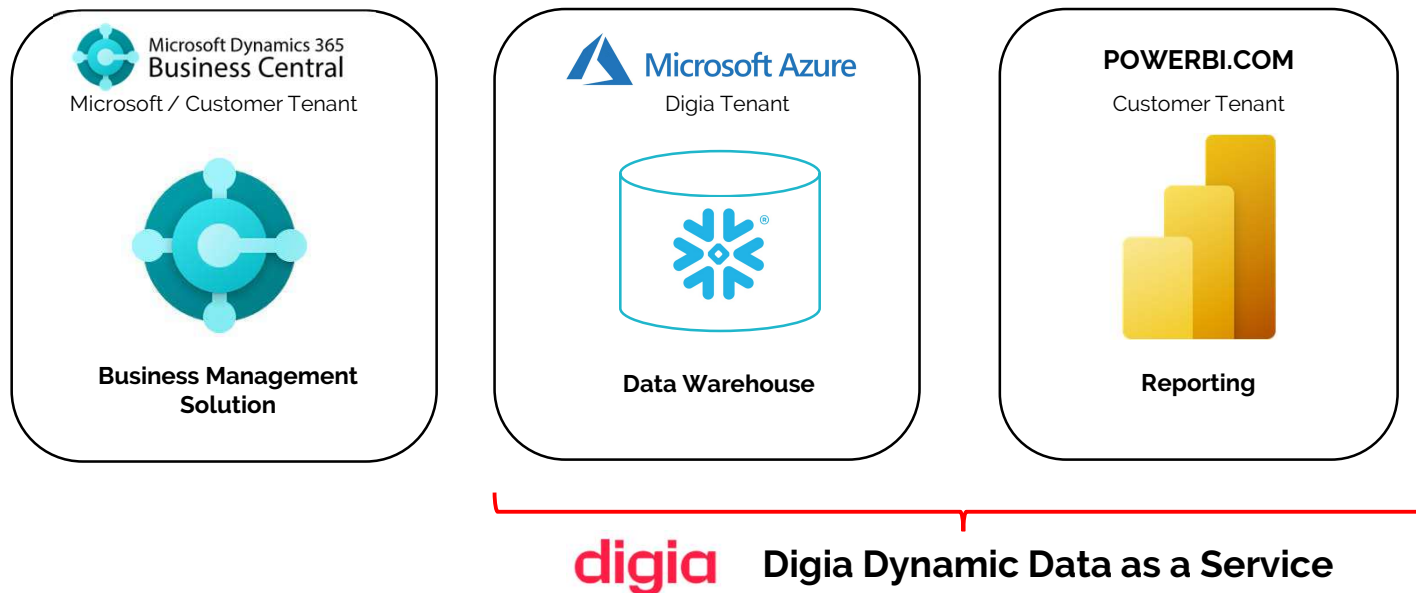 Microsoft Dynamics 365
Business Central
Microsoft / Customer Tenant
Business Management
Solution
Microsoft Azure
Digia Tenant
®
Data Warehouse
POWERBI.COM
Customer Tenant
Reporting
digia Digia Dynamic Data as a Service